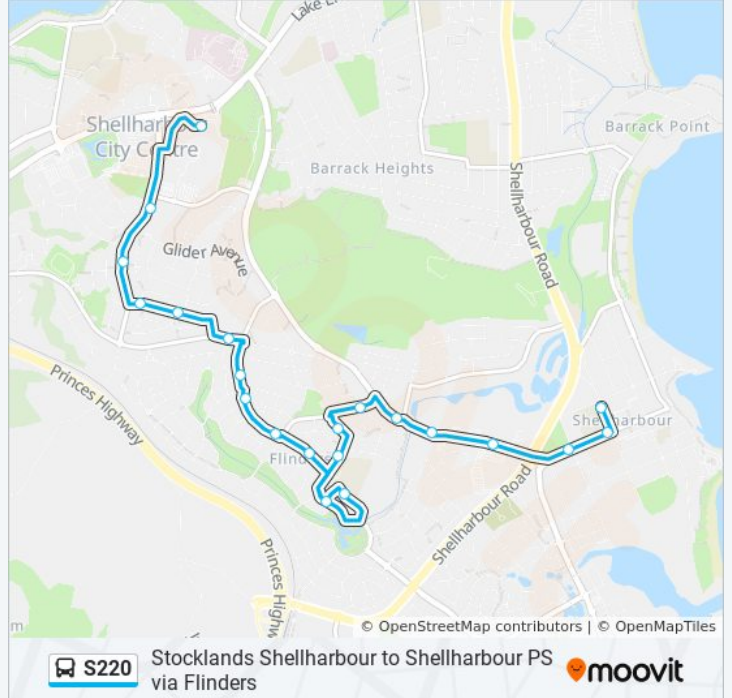 Lake E
Shellharbour
City Centre
Barrack Point
Barrack Heights
Shellharbour Road
Glider Avenue
Princes Highway
Shellharbour
Flinders
Shellharbour Road
Princes Highw
m
© OpenStreetMap contributors | © OpenMapTiles
S220
Stocklands Shellharbour to Shellharbour PS
via Flinders
moovit